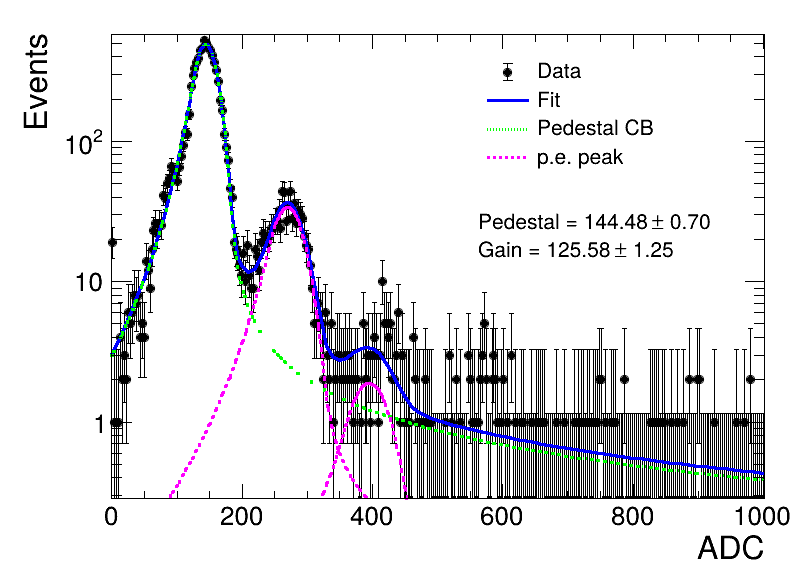 Events
Data
Fit
Pedestal CB
p.e. peak
Pedestal = 144.48 ± 0.70
Gain = 125.58 ± 1.25
10²
10
1
0 200 400 600 800 1000
ADC